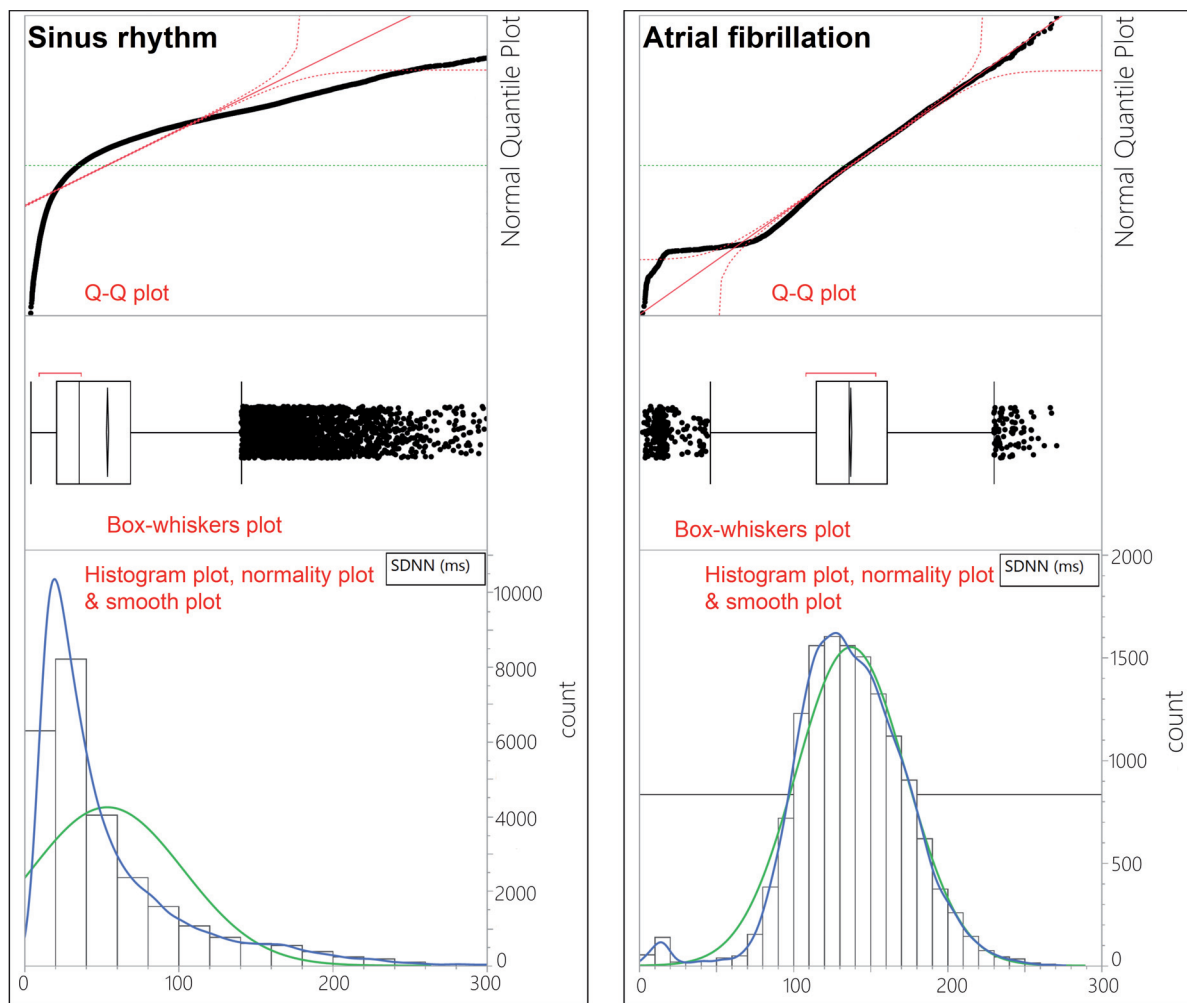 Sinus rhythm
Normal Quantile Plot
Q-Q plot
Box-whiskers plot
Histogram plot, normality plot
& smooth plot
SDNN (ms)
10000
8000
6000
4000
2000
0
count
0
100
200
300
Atrial fibrillation
Normal Quantile Plot
Q-Q plot
Box-whiskers plot
Histogram plot, normality plot
& smooth plot
SDNN (ms)
2000
1500
1000
500
0
count
100
200
300